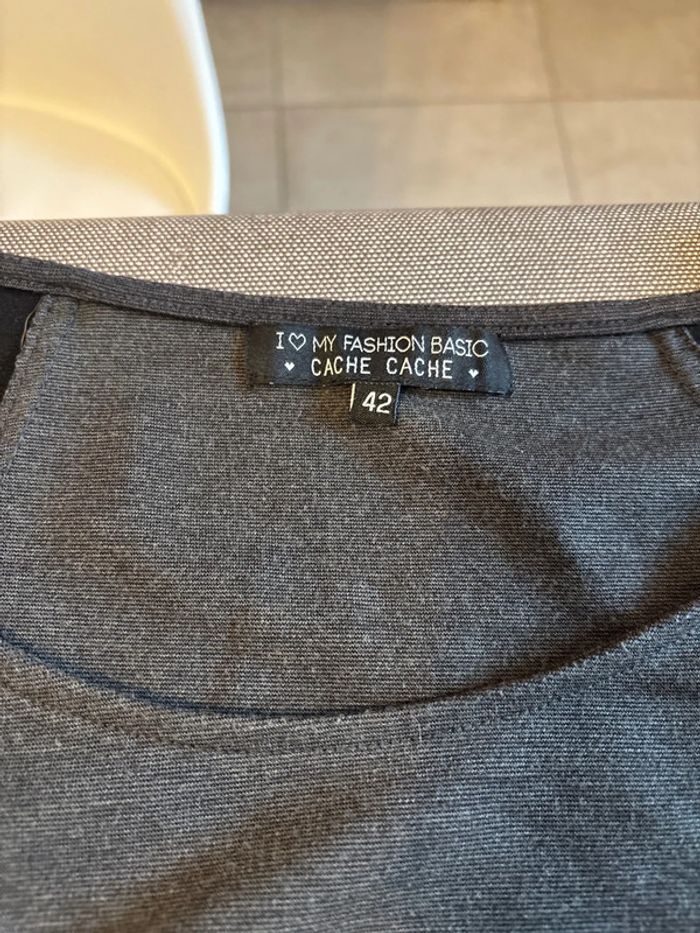 I ♡ MY FASHION BASIC
♥ CACHE CACHE ♥
42